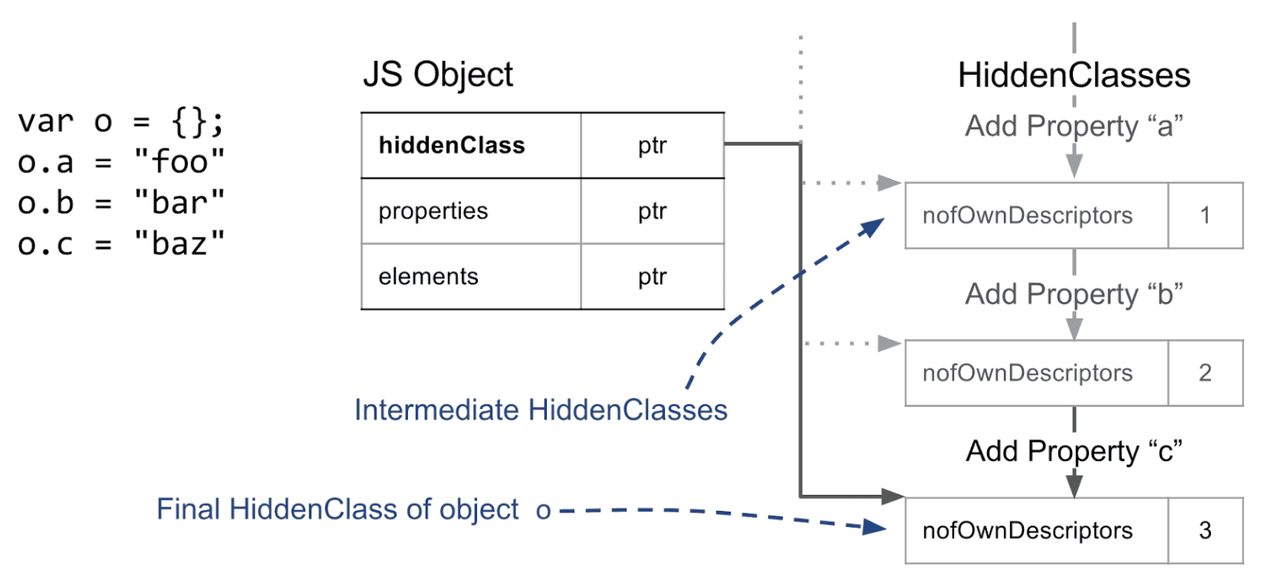 var o = {};
o.a = "foo"
o.b = "bar"
o.c = "baz"
JS Object
hiddenClass ptr
properties ptr
elements ptr
HiddenClasses
Add Property “a”
nofOwnDescriptors 1
Add Property “b”
nofOwnDescriptors 2
Add Property “c”
nofOwnDescriptors 3
Intermediate HiddenClasses
Final HiddenClass of object o